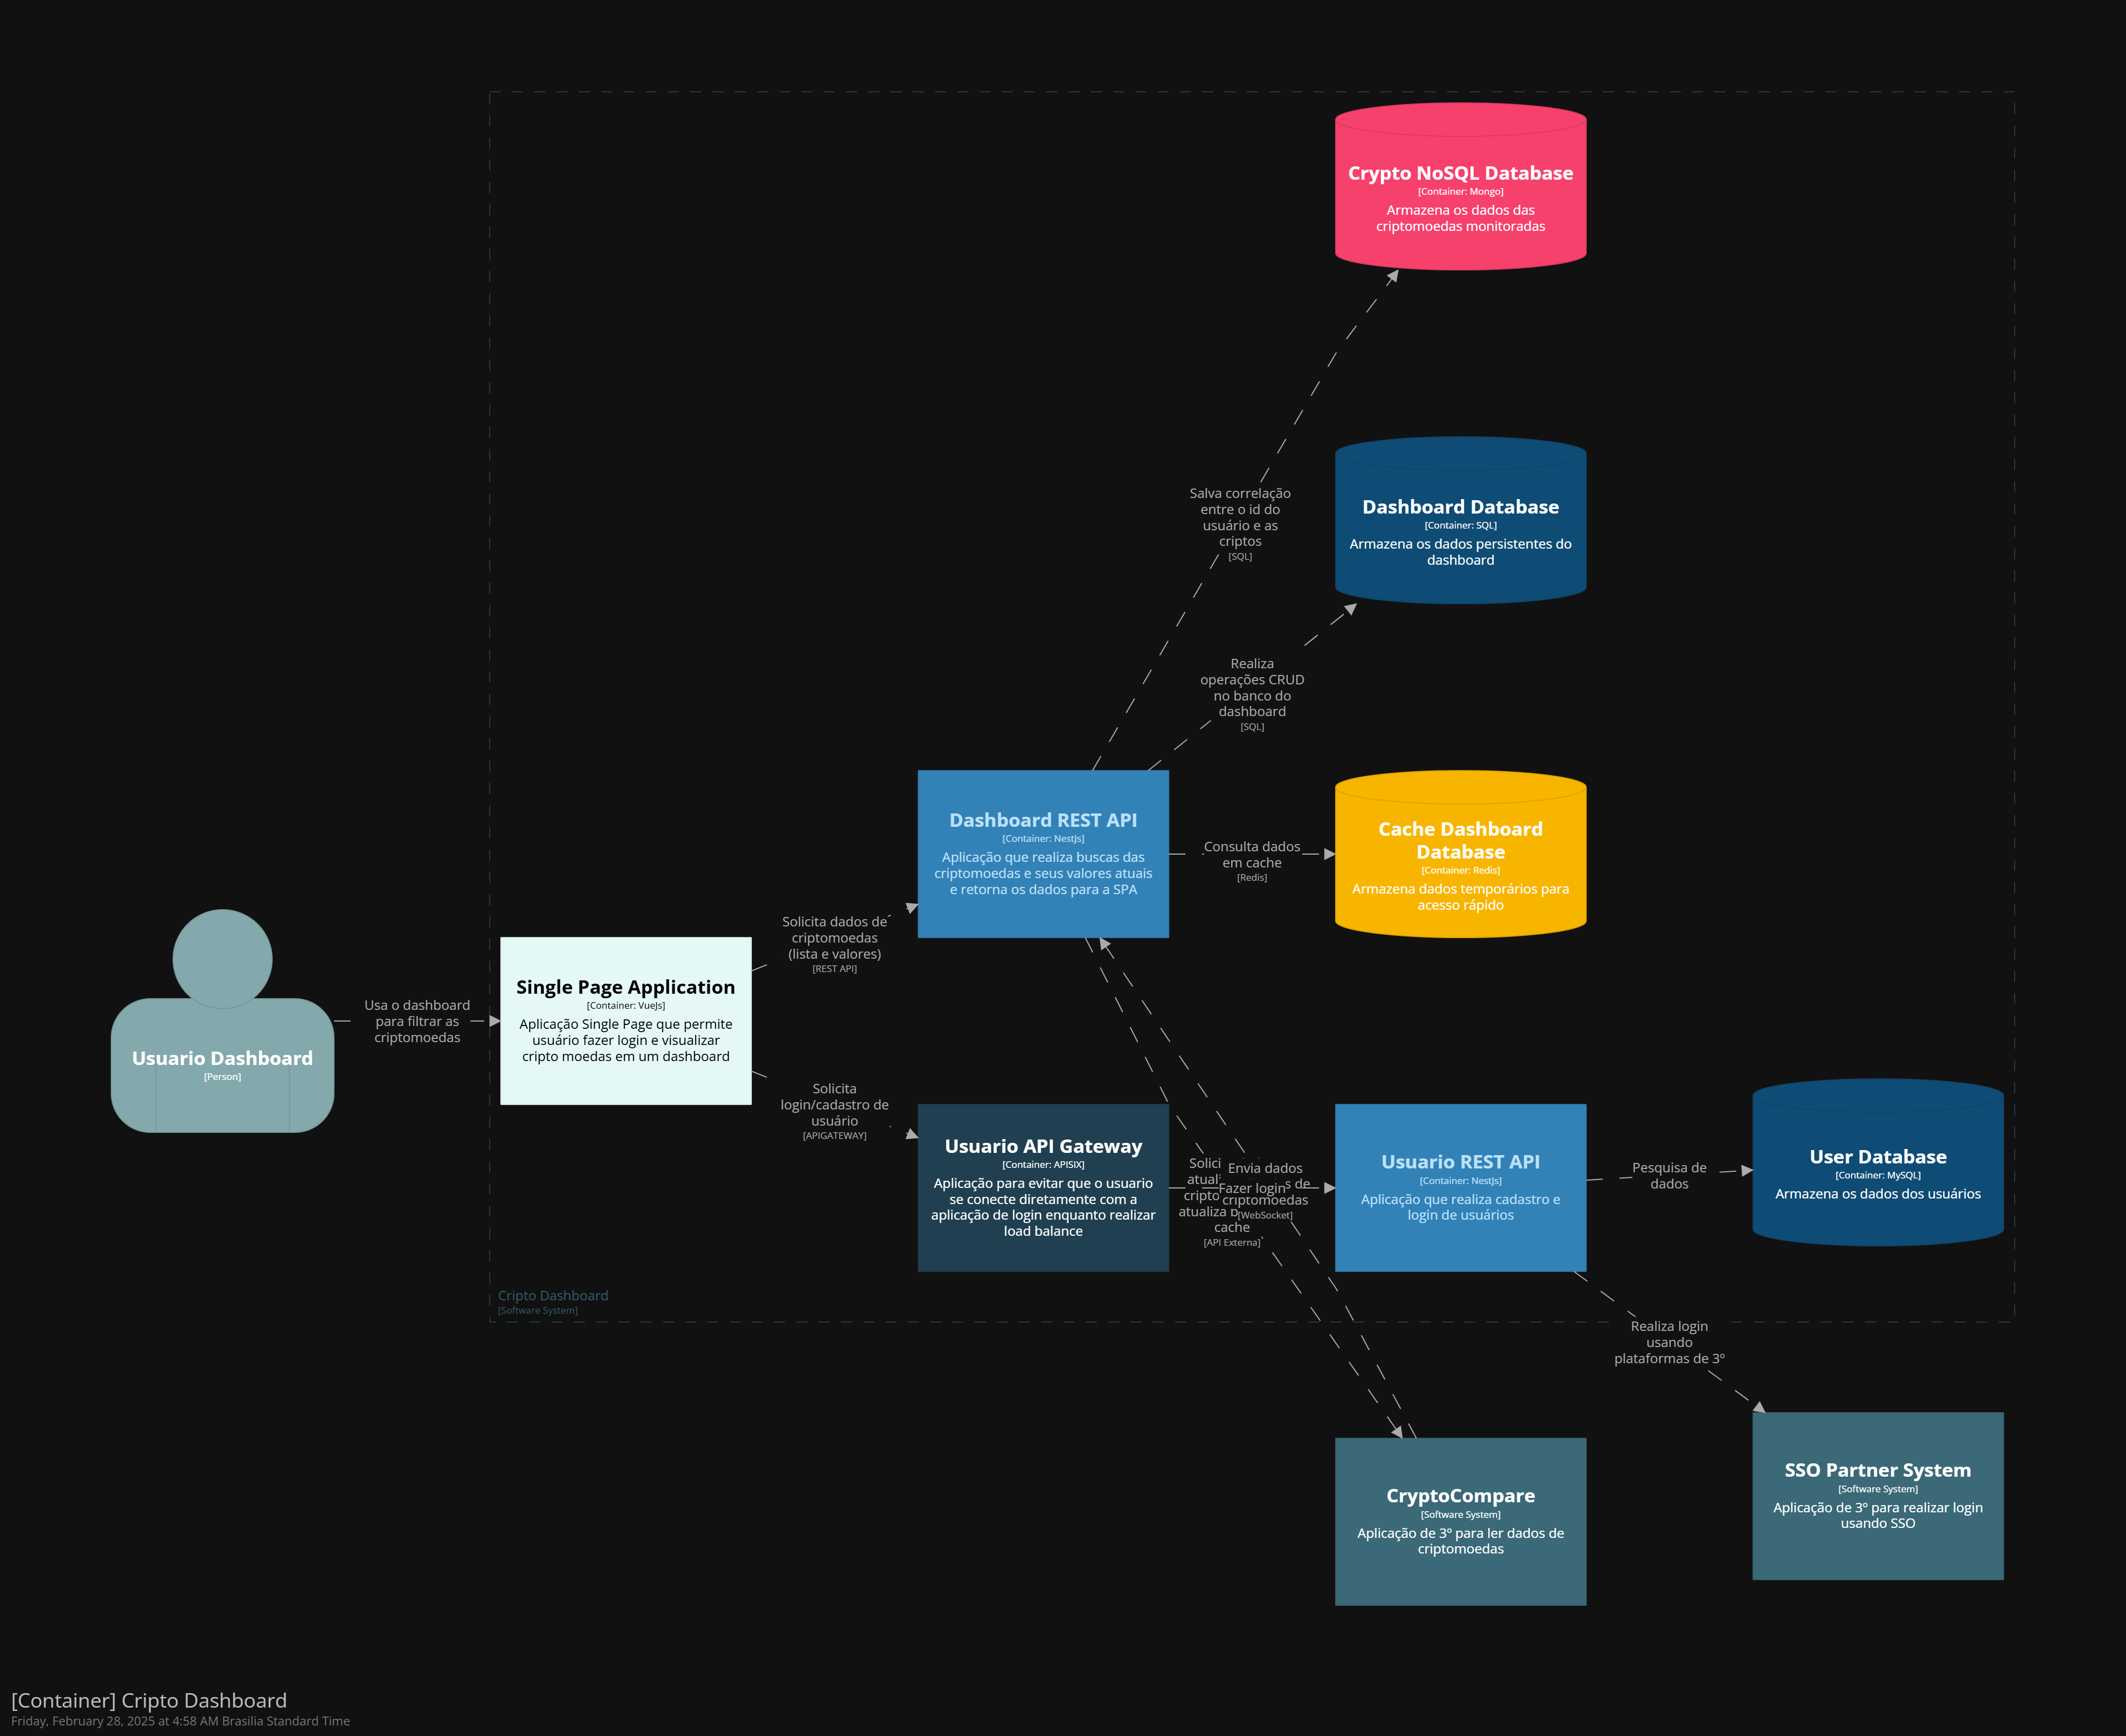 Crypto NoSQL Database
[Container: Mongo]
Armazena os dados das
criptomoedas monitoradas
Salva correlação
entre o id do
usuário e as
criptos
[SQL]
Dashboard Database
[Container: SQL]
Armazena os dados persistentes do
dashboard
Realiza
operações CRUD
no banco do
dashboard
[SQL]
Dashboard REST API
[Container: NestJs]
Aplicação que realiza buscas das
criptomoedas e seus valores atuais
e retorna os dados para a SPA
Consulta dados
em cache
[Redis]
Cache Dashboard
Database
[Container: Redis]
Armazena dados temporários para
acesso rápido
Usuario Dashboard
[Person]
Usa o dashboard
para filtrar as
criptomoedas
Single Page Application
[Container: VueJs]
Aplicação Single Page que permite
usuário fazer login e visualizar
cripto moedas em um dashboard
Solicita dados de
criptomoedas
(lista e valores)
[REST API]
Solicita
login/cadastro de
usuário
[APIGATEWAY]
Usuario API Gateway
[Container: APISIX]
Aplicação para evitar que o usuario
se conecte diretamente com a
aplicação de login enquanto realizar
load balance
Envia dados
Fazer login
criptomoedas
[WebSocket]
atualiza
cache
[API Externa]
Usuario REST API
[Container: NestJs]
Aplicação que realiza cadastro e
login de usuários
Pesquisa de
dados
User Database
[Container: MySQL]
Armazena os dados dos usuários
Cripto Dashboard
[Software System]
Realiza login
usando
plataformas de 3º
CryptoCompare
[Software System]
Aplicação de 3º para ler dados de
criptomoedas
SSO Partner System
[Software System]
Aplicação de 3º para realizar login
usando SSO
[Container] Cripto Dashboard
Friday, February 28, 2025 at 4:58 AM Brasilia Standard Time